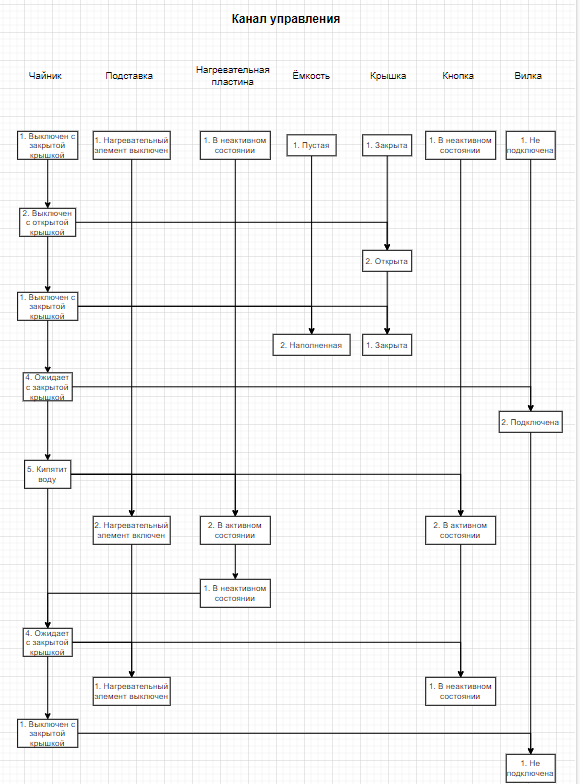 Канал управления
Чайник
Подставка
Нагревательная
пластина
Ёмкость
Крышка
Кнопка
Вилка
1. Выключен с
закрытой
крышкой
1. Нагревательный
элемент выключен
1. В неактивном
состоянии
1. Пустая
1. Закрыта
1. В неактивном
состоянии
1. Не
подключена
2. Выключен
с открытой
крышкой
2. Открыта
1. Выключен с
закрытой
крышкой
2. Наполненная
1. Закрыта
4. Ожидает
с закрытой
крышкой
2. Подключена
5. Кипятит
воду
2. Нагревательный
элемент включен
2. В активном
состоянии
2. В активном
состоянии
1. В неактивном
состоянии
4. Ожидает
с закрытой
крышкой
1. Нагревательный
элемент выключен
1. В неактивном
состоянии
1. Выключен с
закрытой
крышкой
1. Не
подключена